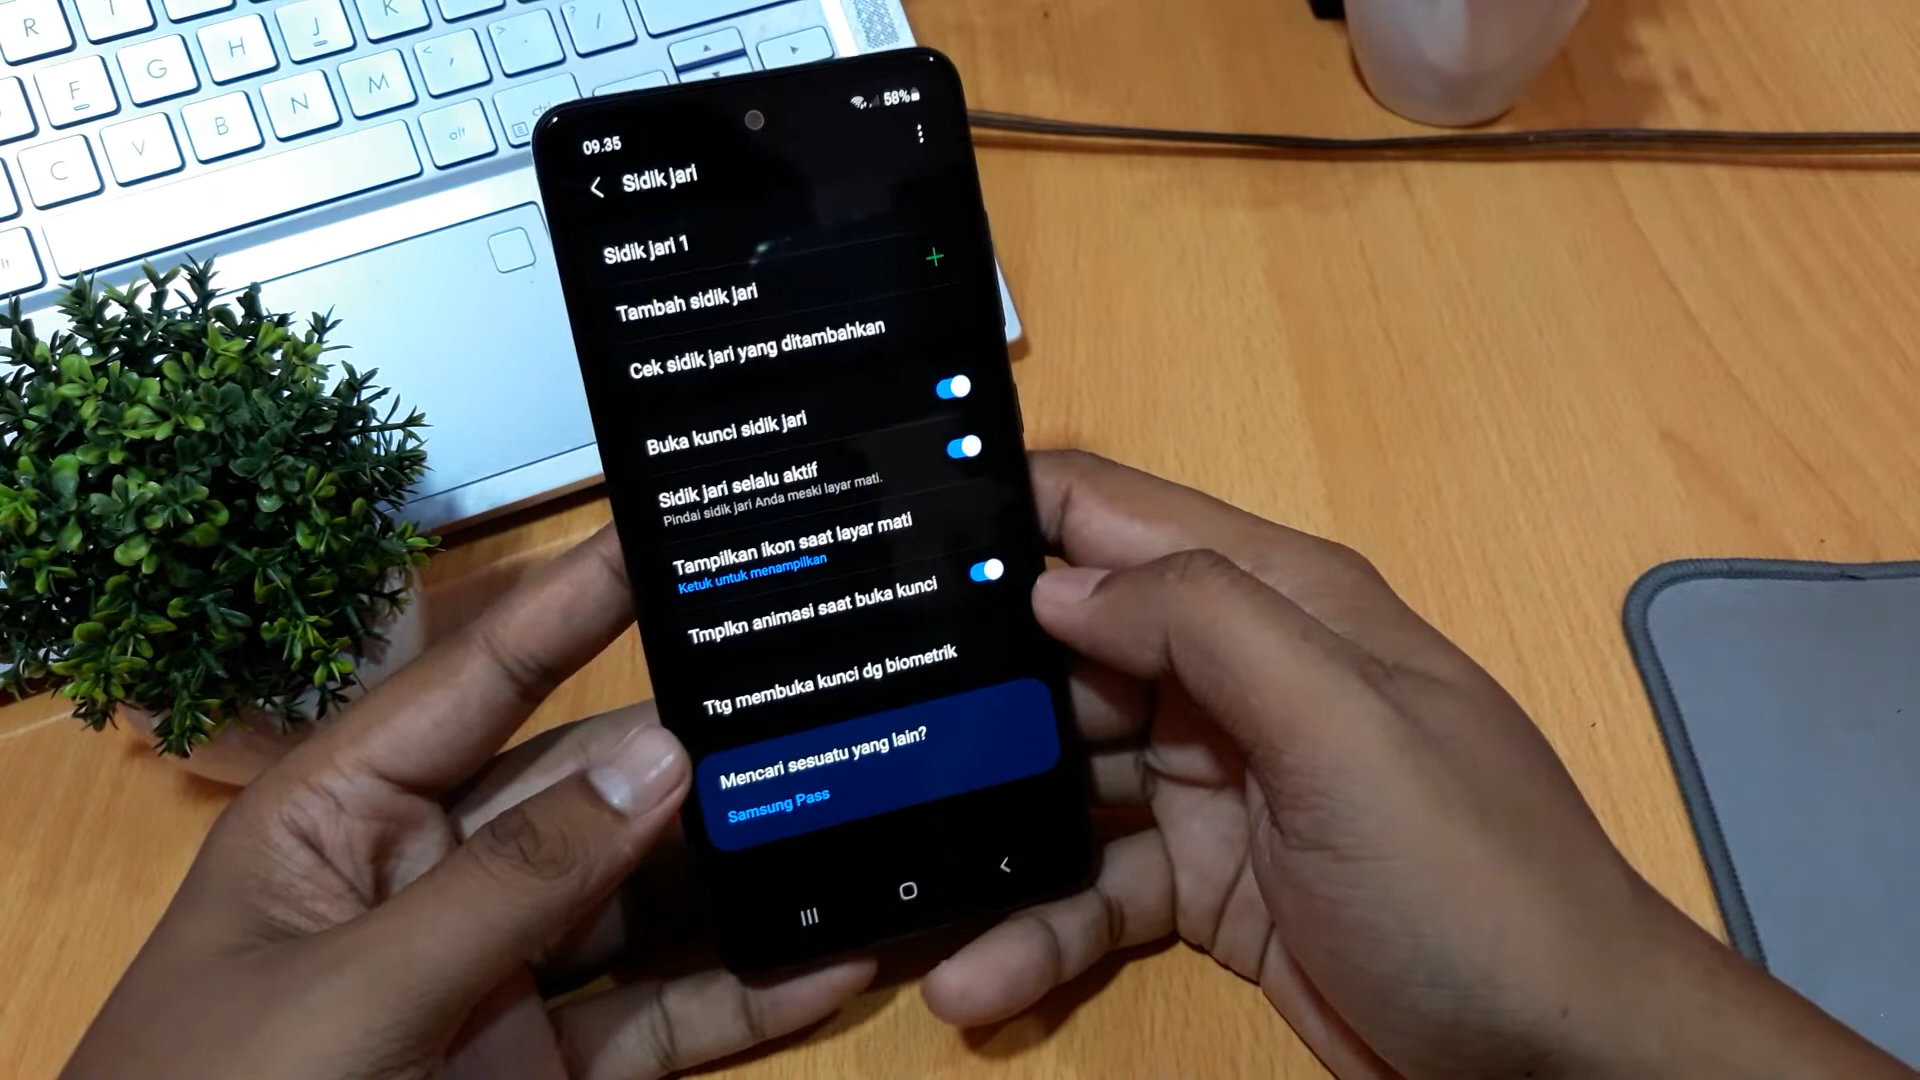 R
K
F
G
H
J
C
V
B
N
M
alt
ctrl
09.35
58%
Sidik jari
Sidik jari 1
Tambah sidik jari
Cek sidik jari yang ditambahkan
Buka kunci sidik jari
Sidik jari selalu aktif
Pindai sidik jari Anda meski layar mati.
Tampilkan ikon saat layar mati
Ketuk untuk menampilkan
Tmplkn animasi saat buka kunci
Ttg membuka kunci dg biometrik
Mencari sesuatu yang lain?
Samsung Pass